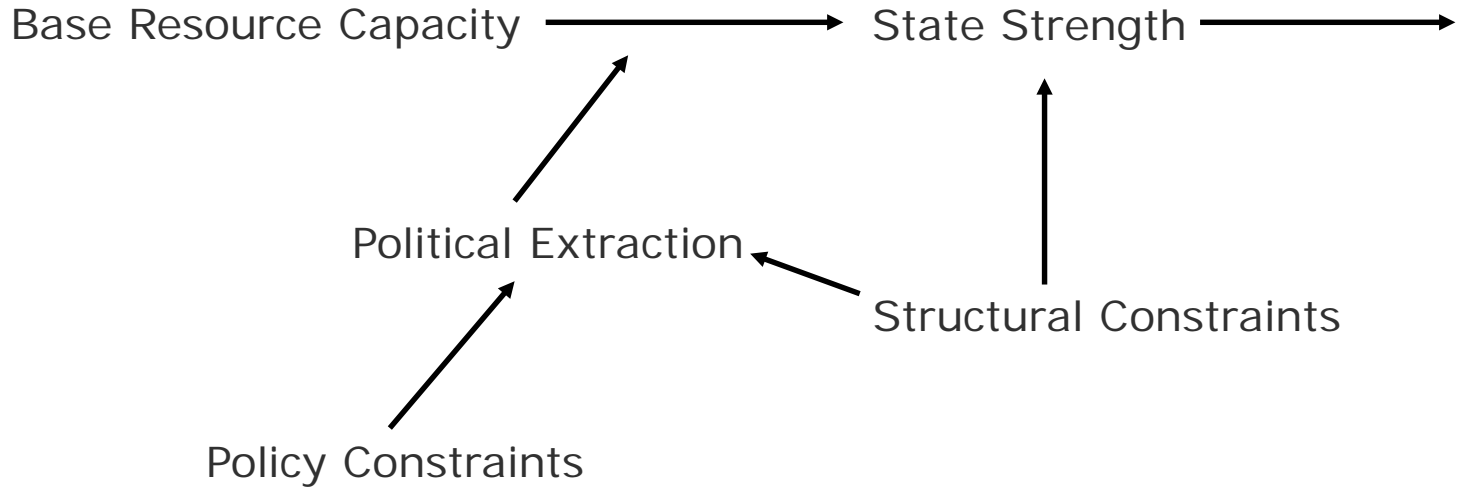 Base Resource Capacity
State Strength
Political Extraction
Structural Constraints
Policy Constraints